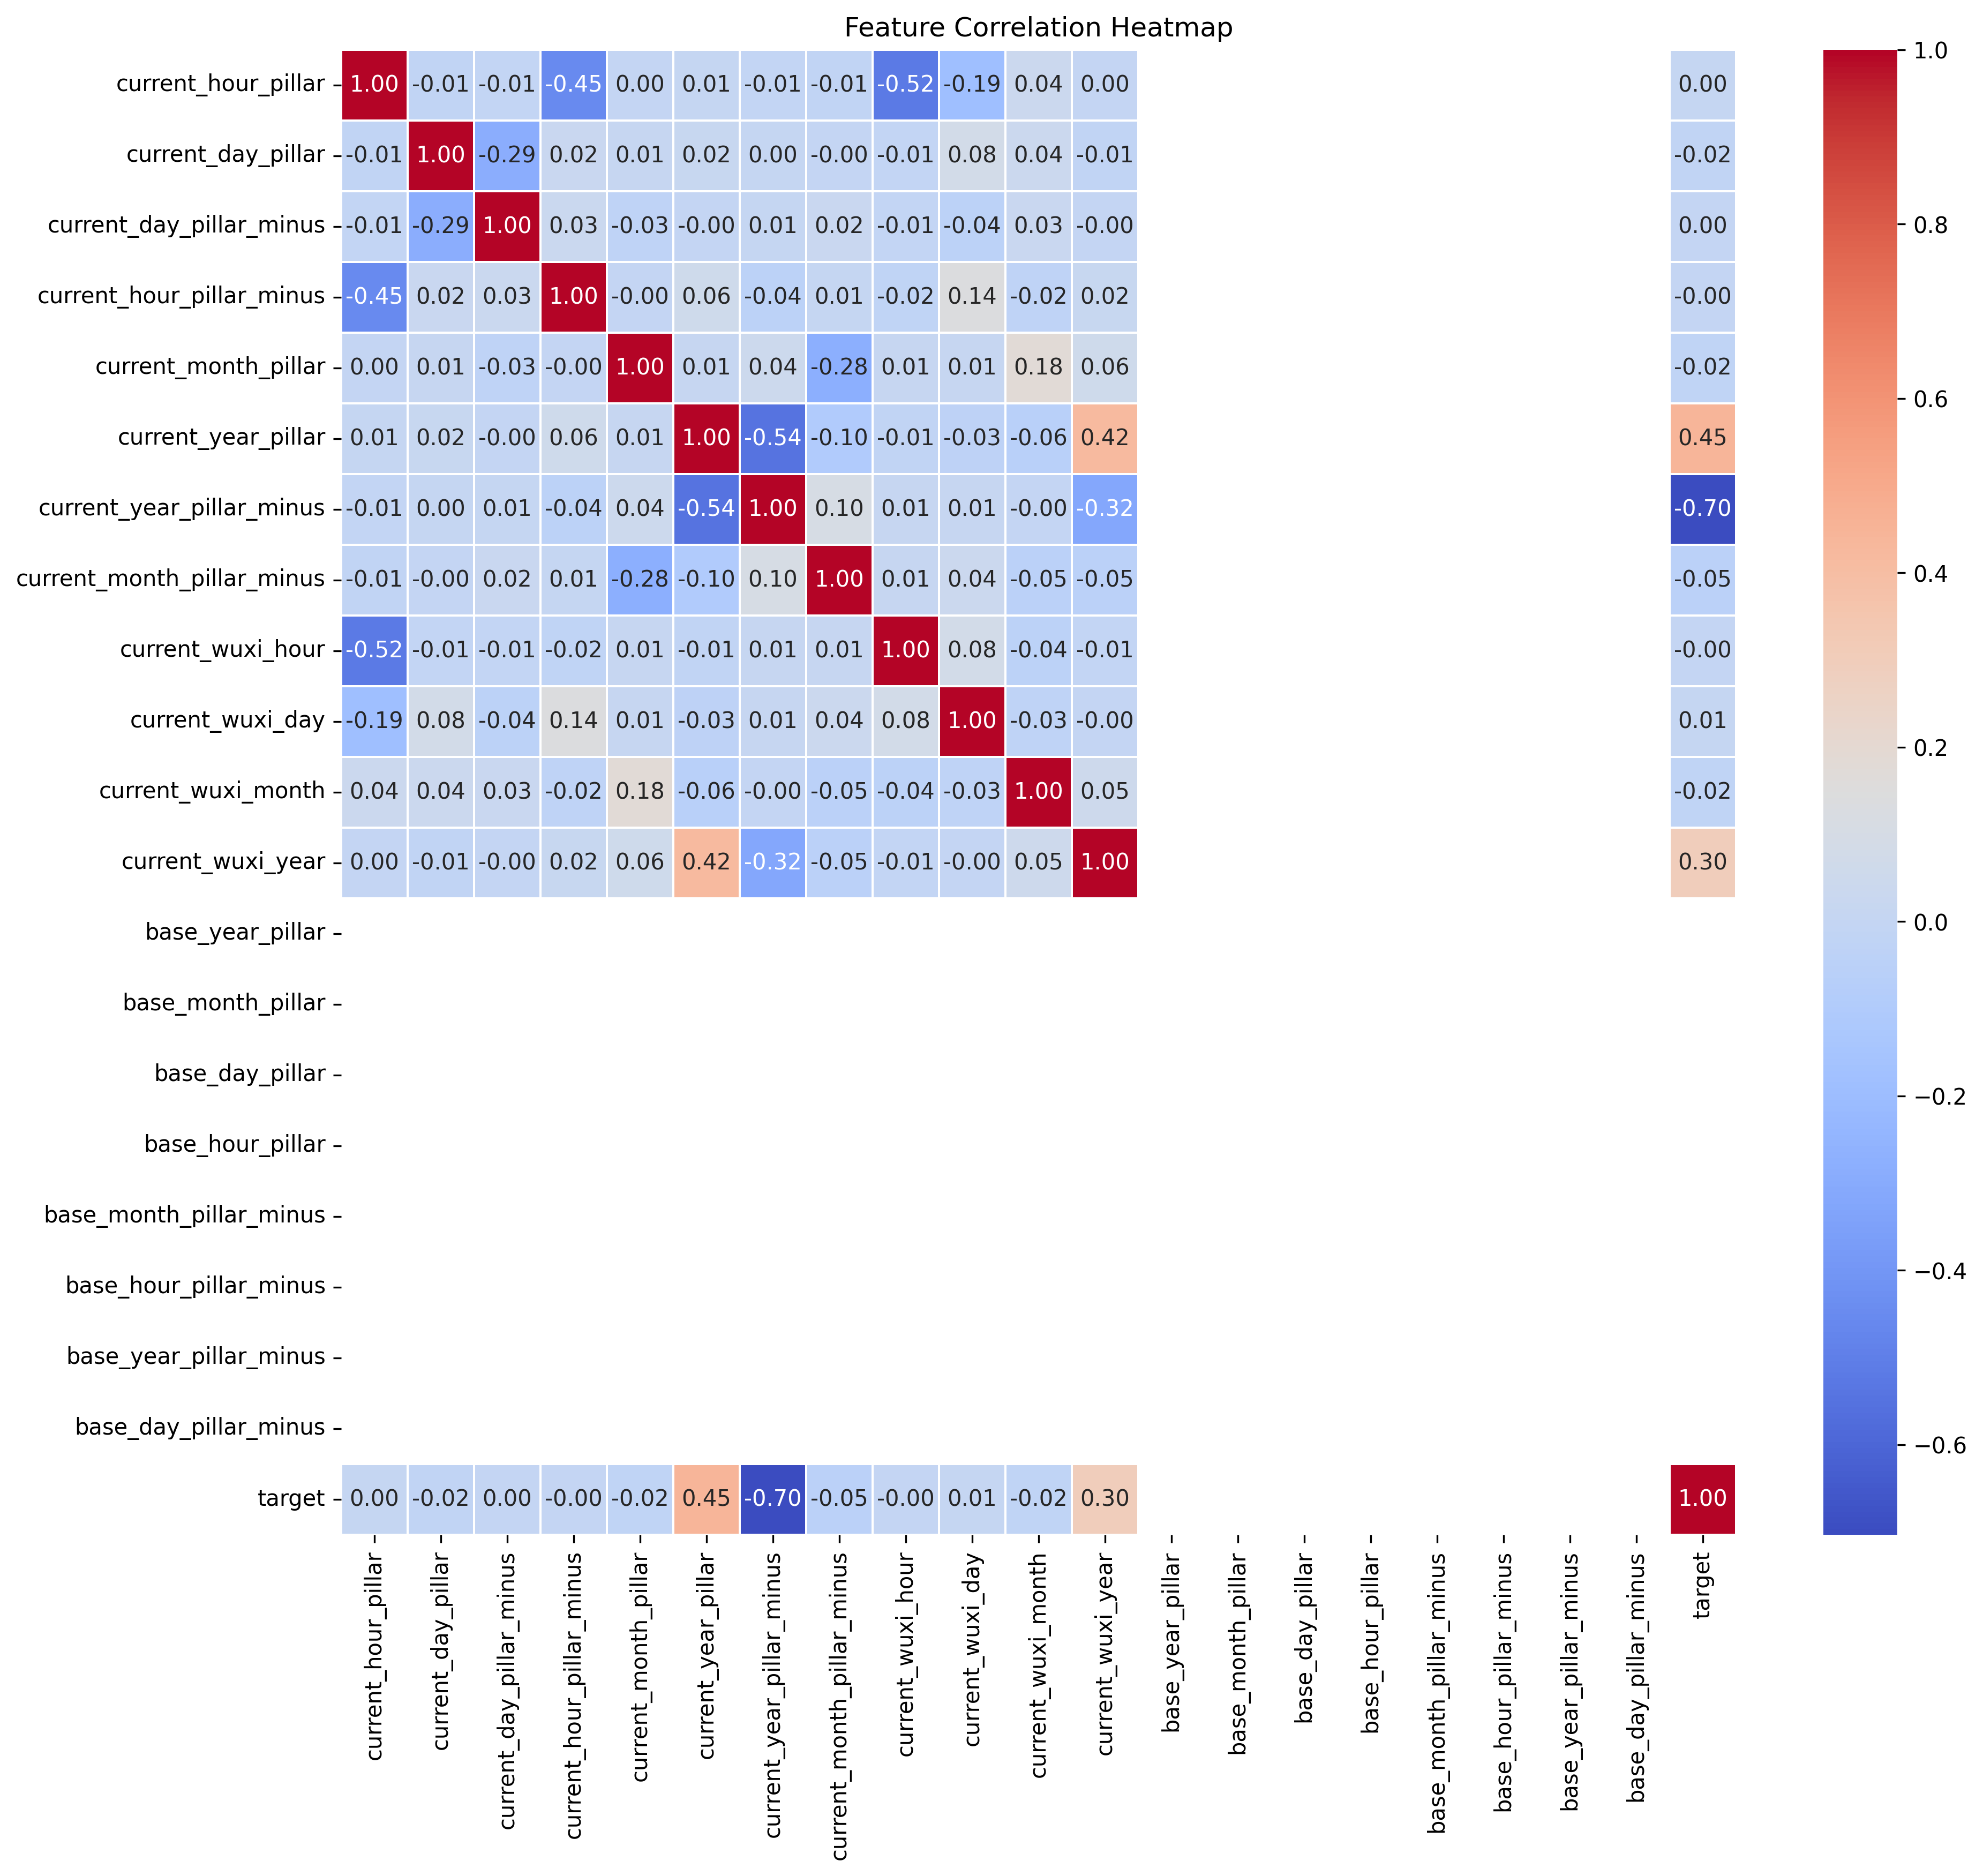 Feature Correlation Heatmap
current_hour_pillar 1.00 -0.01 -0.01 -0.45 0.00 0.01 -0.01 -0.01 -0.52 -0.19 0.04 0.00 0.00
current_day_pillar -0.01 1.00 -0.29 0.02 0.01 0.02 0.00 -0.00 -0.01 0.08 0.04 -0.01 -0.02
current_day_pillar_minus -0.01 -0.29 1.00 0.03 -0.03 -0.00 0.01 0.02 -0.01 -0.04 0.03 -0.00 0.00
current_hour_pillar_minus -0.45 0.02 0.03 1.00 -0.00 0.06 -0.04 0.01 -0.02 0.14 -0.02 0.02 -0.00
current_month_pillar 0.00 0.01 -0.03 -0.00 1.00 0.01 0.04 -0.28 0.01 0.01 0.18 0.06 -0.02
current_year_pillar 0.01 0.02 -0.00 0.06 0.01 1.00 -0.54 -0.10 -0.01 -0.03 -0.06 0.42 0.45
current_year_pillar_minus -0.01 0.00 0.01 -0.04 0.04 -0.54 1.00 0.10 0.01 0.01 -0.00 -0.32 -0.70
current_month_pillar_minus -0.01 -0.00 0.02 0.01 -0.28 -0.10 0.10 1.00 0.01 0.04 -0.05 -0.05 -0.05
current_wuxi_hour -0.52 -0.01 -0.01 -0.02 0.01 -0.01 0.01 0.01 1.00 0.08 -0.04 -0.01 -0.00
current_wuxi_day -0.19 0.08 -0.04 0.14 0.01 -0.03 0.01 0.04 0.08 1.00 -0.03 -0.00 0.01
current_wuxi_month 0.04 0.04 0.03 -0.02 0.18 -0.06 -0.00 -0.05 -0.04 -0.03 1.00 0.05 -0.02
current_wuxi_year 0.00 -0.01 -0.00 0.02 0.06 0.42 -0.32 -0.05 -0.01 -0.00 0.05 1.00 0.30
base_year_pillar
base_month_pillar
base_day_pillar
base_hour_pillar
base_month_pillar_minus
base_hour_pillar_minus
base_year_pillar_minus
base_day_pillar_minus
target 0.00 -0.02 0.00 -0.00 -0.02 0.45 -0.70 -0.05 -0.00 0.01 -0.02 0.30 1.00
current_hour_pillar
current_day_pillar
current_day_pillar_minus
current_hour_pillar_minus
current_month_pillar
current_year_pillar
current_year_pillar_minus
current_month_pillar_minus
current_wuxi_hour
current_wuxi_day
current_wuxi_month
current_wuxi_year
base_year_pillar
base_month_pillar
base_day_pillar
base_hour_pillar
base_month_pillar_minus
base_hour_pillar_minus
base_year_pillar_minus
base_day_pillar_minus
target
1.0
0.8
0.6
0.4
0.2
0.0
−0.2
−0.4
−0.6